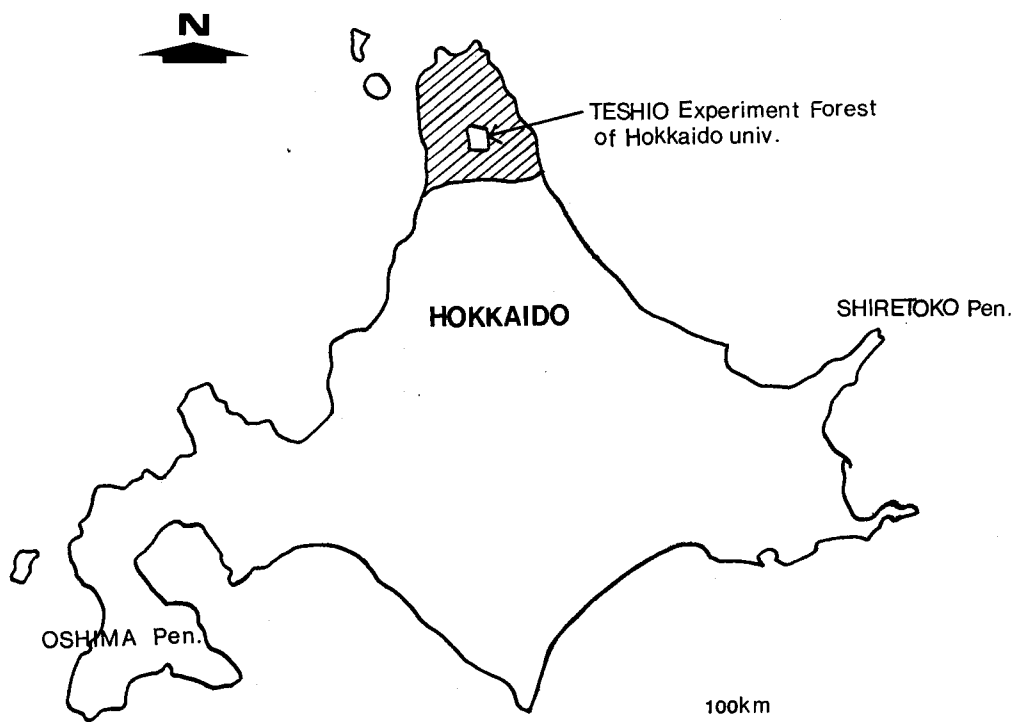 N
TESHIO Experiment Forest
of Hokkaido univ.
HOKKAIDO
SHIRETOKO Pen.
OSHIMA Pen.
100km